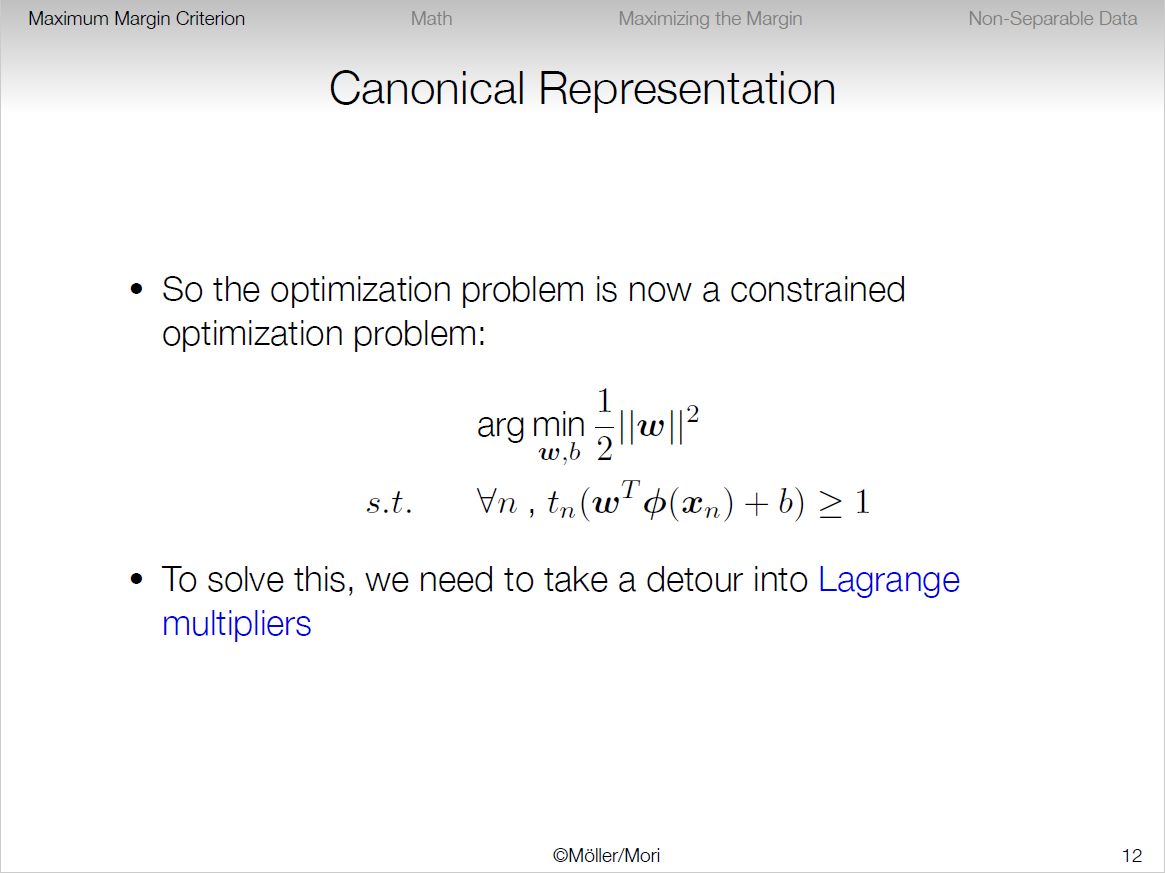 Maximum Margin Criterion Math Maximizing the Margin Non-Separable Data
Canonical Representation
• So the optimization problem is now a constrained
optimization problem:
arg min_{w,b} \frac{1}{2}||w||^2
s.t. ∀n , t_n(w^T ϕ(x_n) + b) ≥ 1
• To solve this, we need to take a detour into Lagrange
multipliers
©Möller/Mori 12